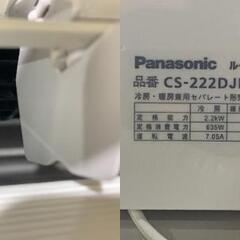 Panasonic ル
品番 CS-222DJ
冷房・暖房兼用セパレート形
冷 房
定 格 能 力 2.2kW
定格消費電力 635W
運 転 電 流 7.05A